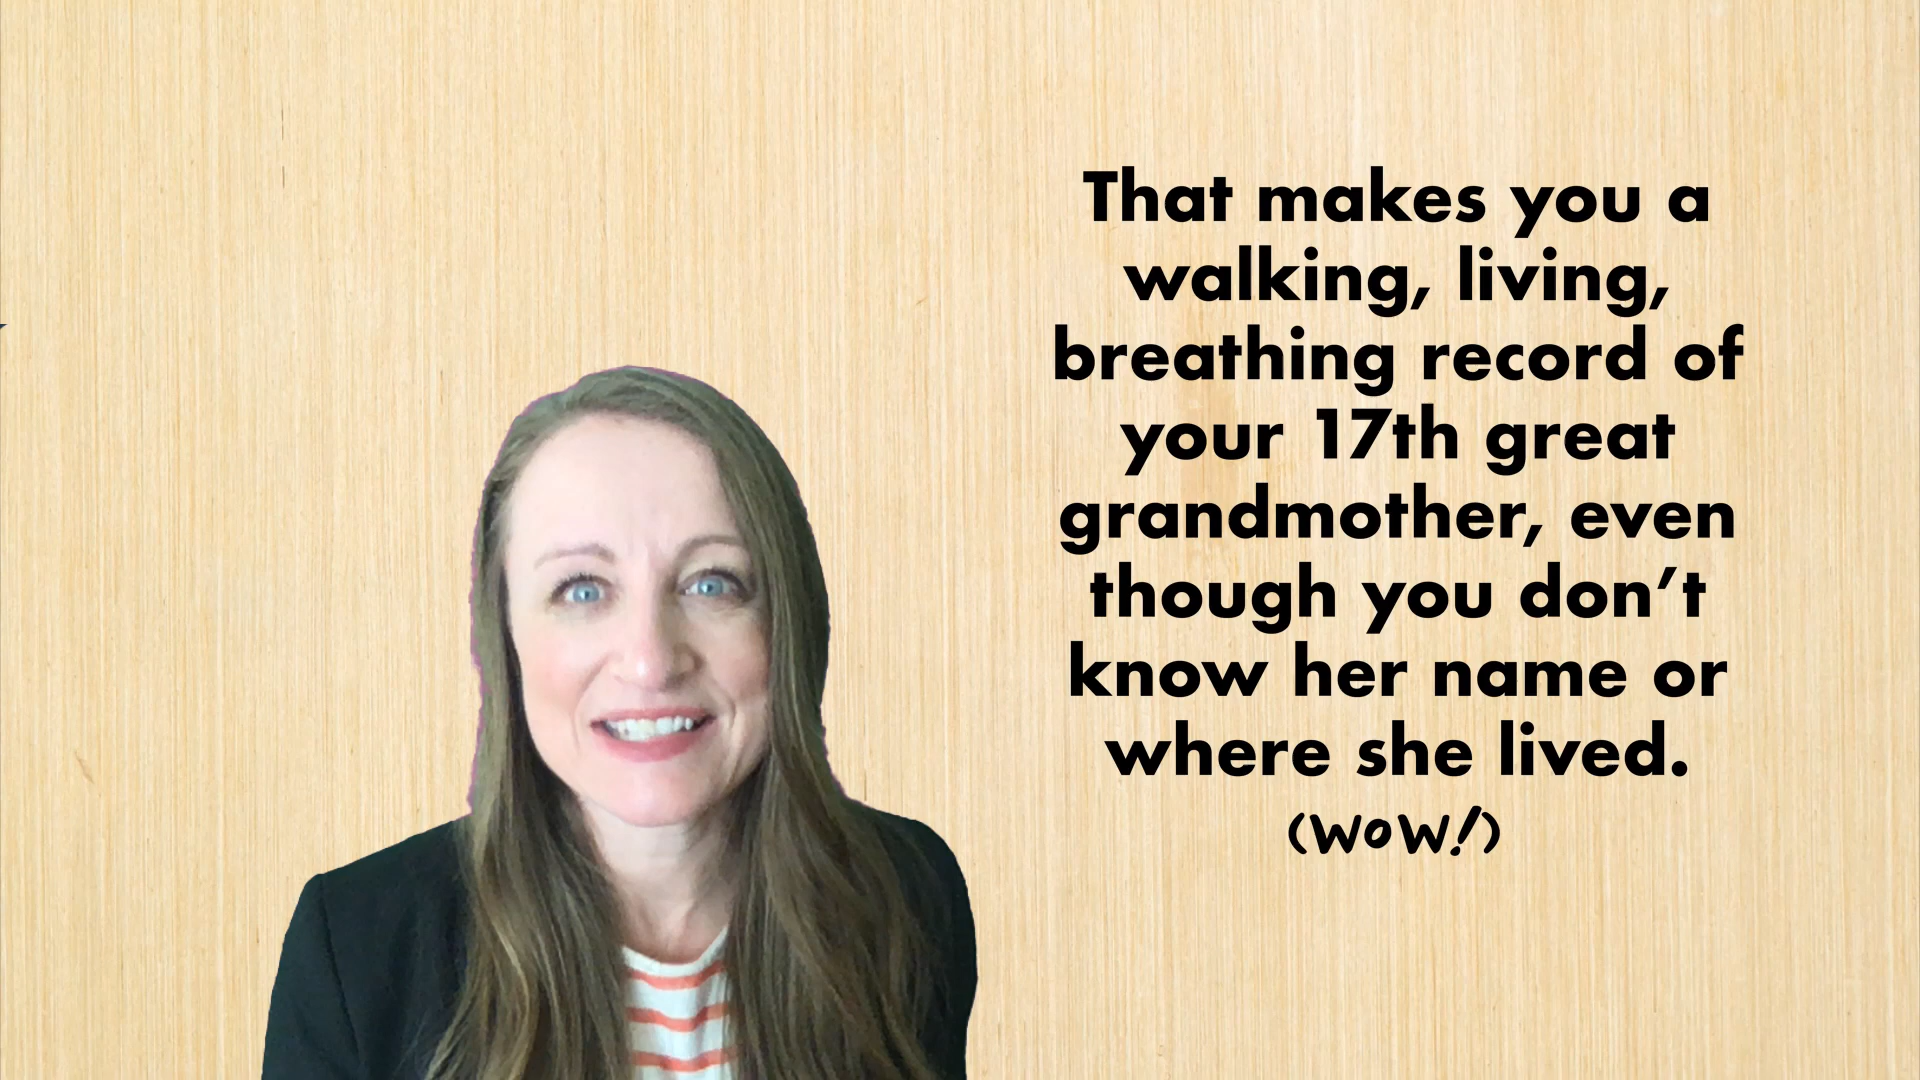 That makes you a
walking, living,
breathing record of
your 17th great
grandmother, even
though you don’t
know her name or
where she lived.
(WOW!)